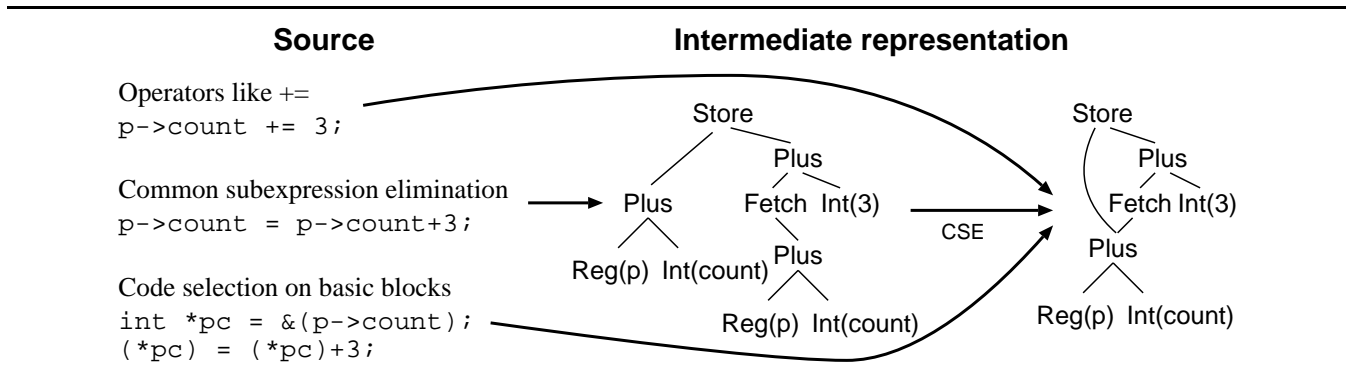 Source Intermediate representation
Operators like +=
p->count += 3;
Common subexpression elimination
p->count = p->count+3;
Code selection on basic blocks
int *pc = &(p->count);
(*pc) = (*pc)+3;
Store
Plus
Plus Fetch Int(3)
Reg(p) Int(count) Plus
Reg(p) Int(count)
CSE
Store
Plus
Fetch Int(3)
Plus
Reg(p) Int(count)